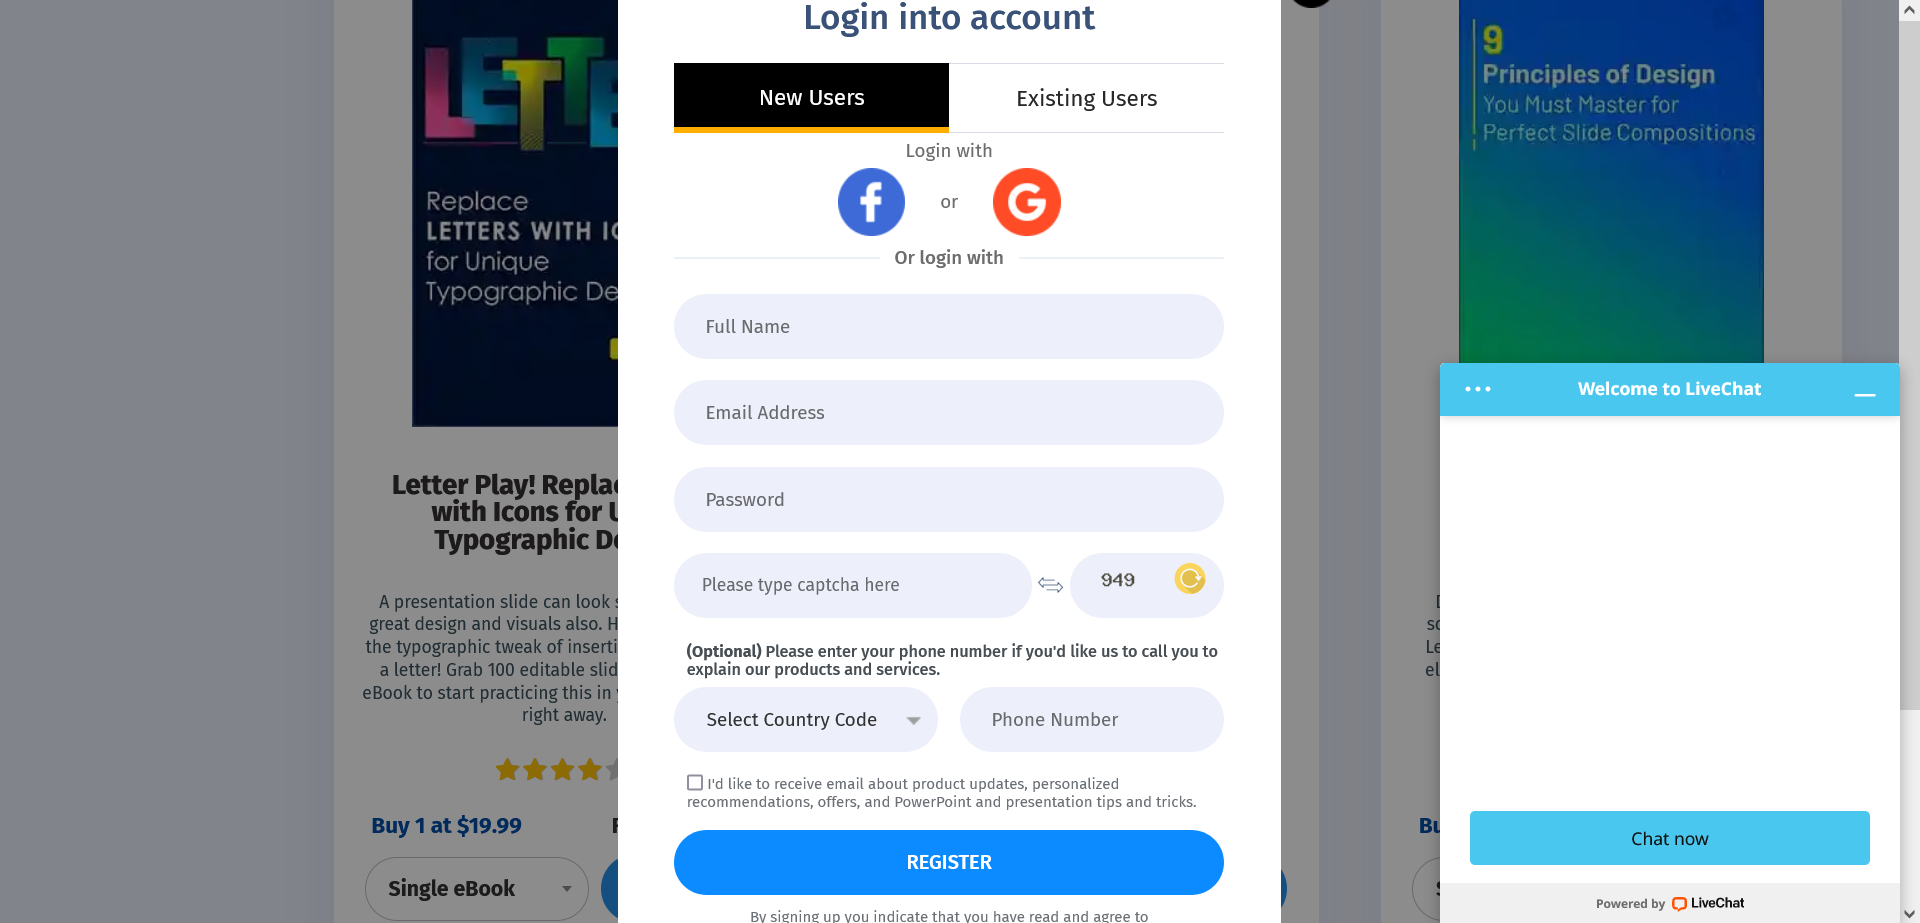 Login into account
New Users
Existing Users
Login with
or
Or login with
Full Name
Email Address
Password
Please type captcha here
949
(Optional) Please enter your phone number if you'd like us to call you to
explain our products and services.
Select Country Code
Phone Number
I'd like to receive email about product updates, personalized
recommendations, offers, and PowerPoint and presentation tips and tricks.
REGISTER
By signing up you indicate that you have read and agree to
LETTE
Replace
LETTERS WITH IC
for Unique
Typographic De
Letter Play! Replac
with Icons for U
Typographic De
A presentation slide can look s
great design and visuals also. H
the typographic tweak of inserti
a letter! Grab 100 editable slid
eBook to start practicing this in
right away.
Buy 1 at $19.99
Single eBook
9
Principles of Design
You Must Master for
Perfect Slide Compositions
Le
el
Bu
Welcome to LiveChat
Chat now
Powered by LiveChat